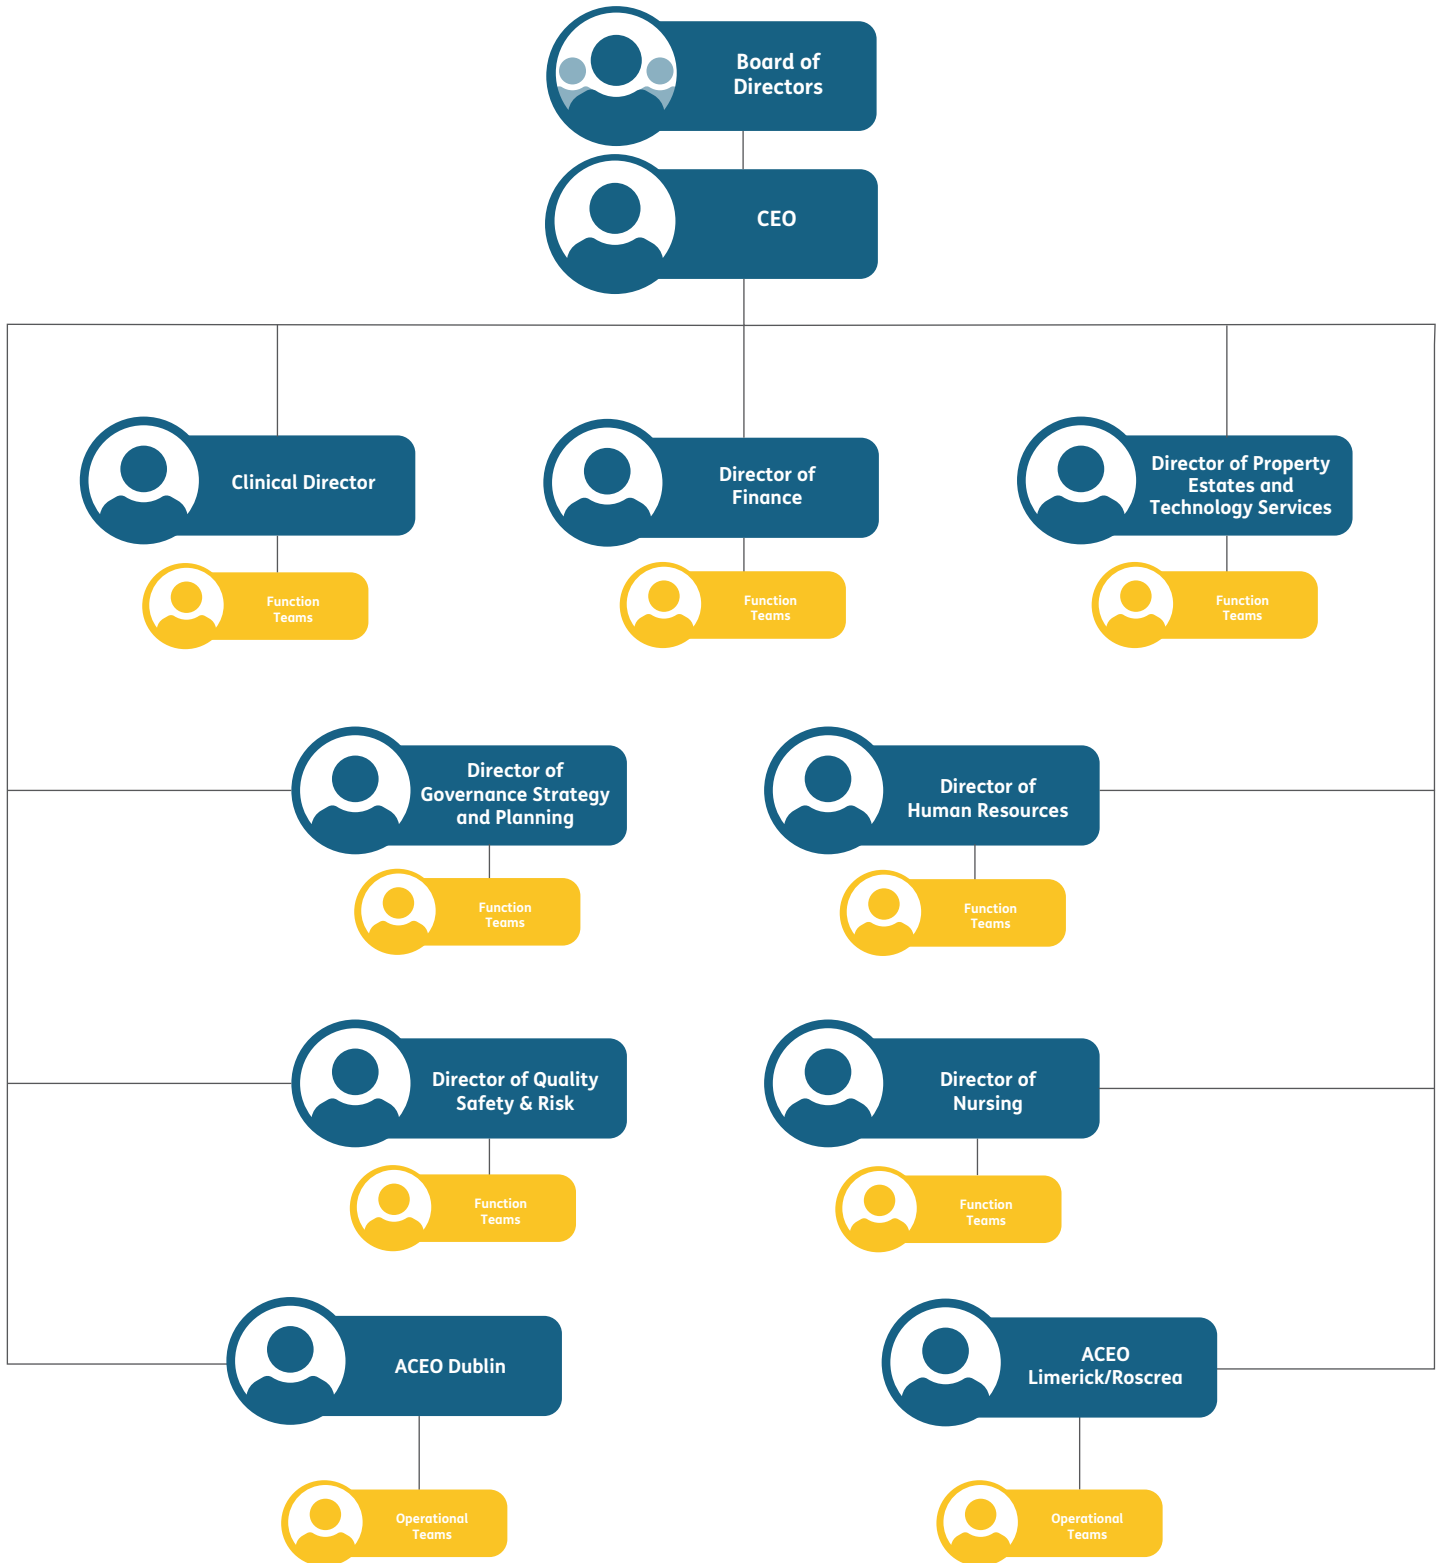 Board of
Directors
CEO
Clinical Director
Director of
Finance
Director of Property
Estates and
Technology Services
Function
Teams
Function
Teams
Function
Teams
Director of
Governance Strategy
and Planning
Director of
Human Resources
Function
Teams
Function
Teams
Director of Quality
Safety & Risk
Director of
Nursing
Function
Teams
Function
Teams
ACEO Dublin
ACEO
Limerick/Roscrea
Operational
Teams
Operational
Teams